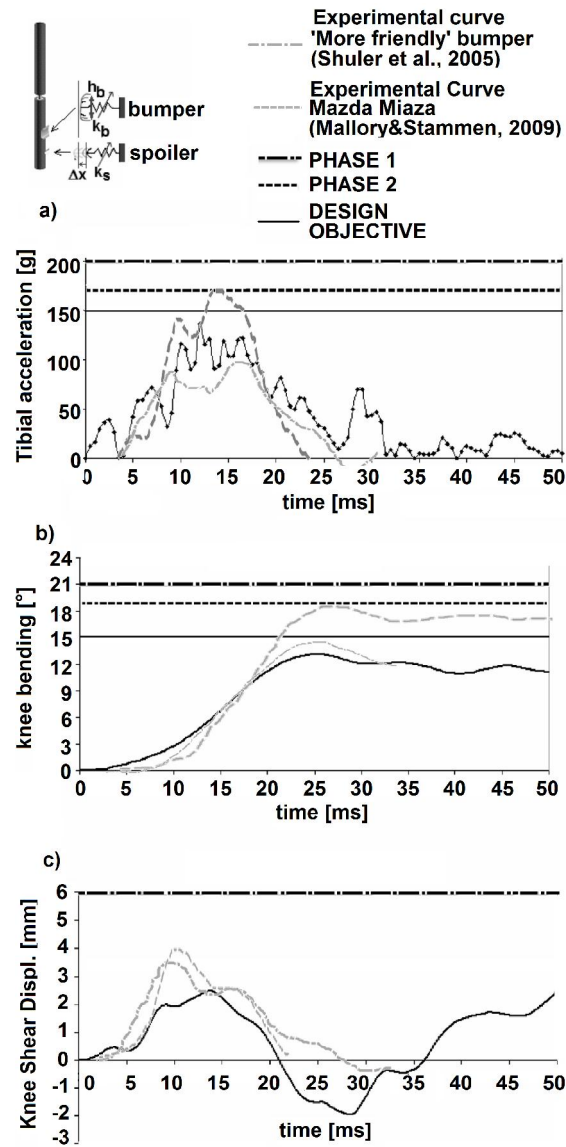 Experimental curve
'More friendly' bumper
(Shuler et al., 2005)
Experimental Curve
Mazda Miaza
(Mallory&Stammen, 2009)
PHASE 1
PHASE 2
DESIGN
OBJECTIVE
hb
kb
bumper
spoiler
Δx
ks
a)
Tibial acceleration [g]
200
150
100
50
0
0 5 10 15 20 25 30 35 40 45 50
time [ms]
b)
knee bending [°]
24
21
18
15
12
9
6
3
0
0 5 10 15 20 25 30 35 40 45 50
time [ms]
c)
Knee Shear Displ. [mm]
6
5
4
3
2
1
0
-1
-2
-3
0 5 10 15 20 25 30 35 40 45 50
time [ms]